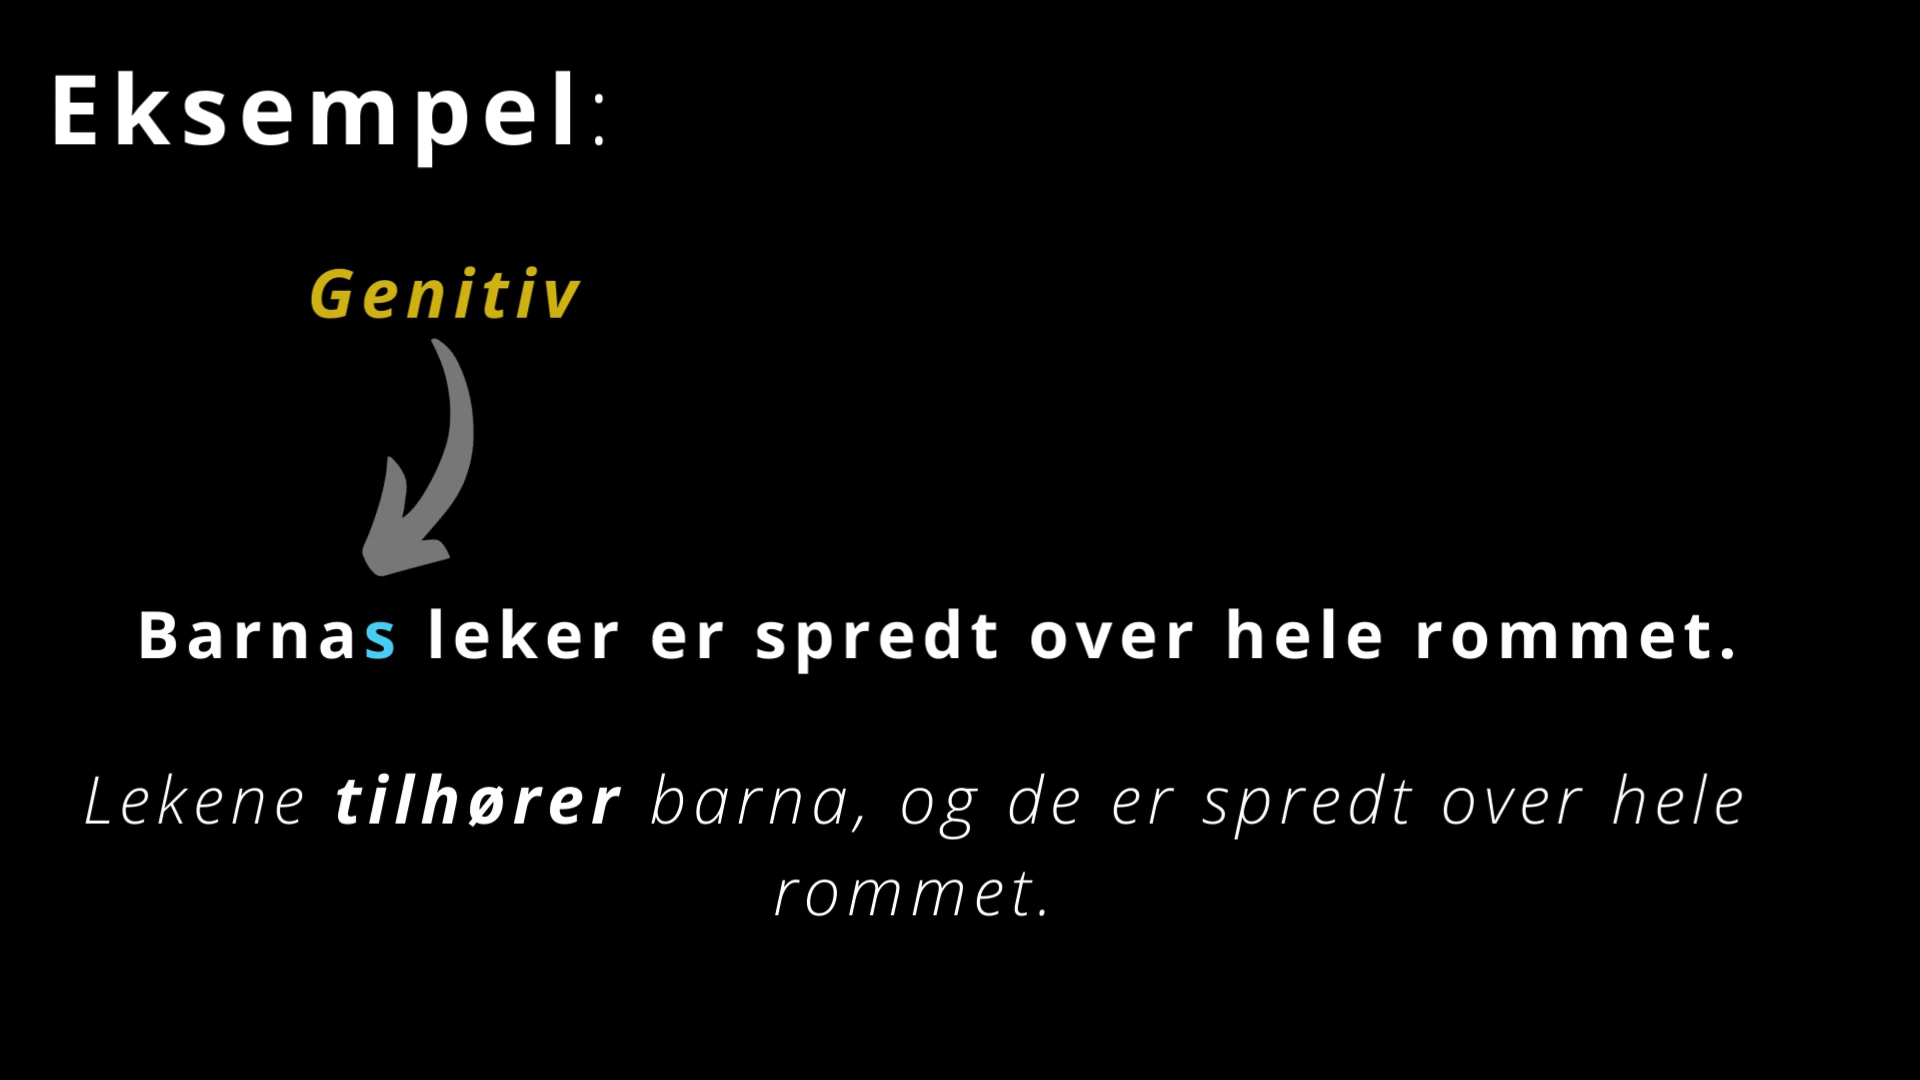 Eksempel:
Genitiv
Barnas leker er spredt over hele rommet.
Lekene tilhører barna, og de er spredt over hele
rommet.